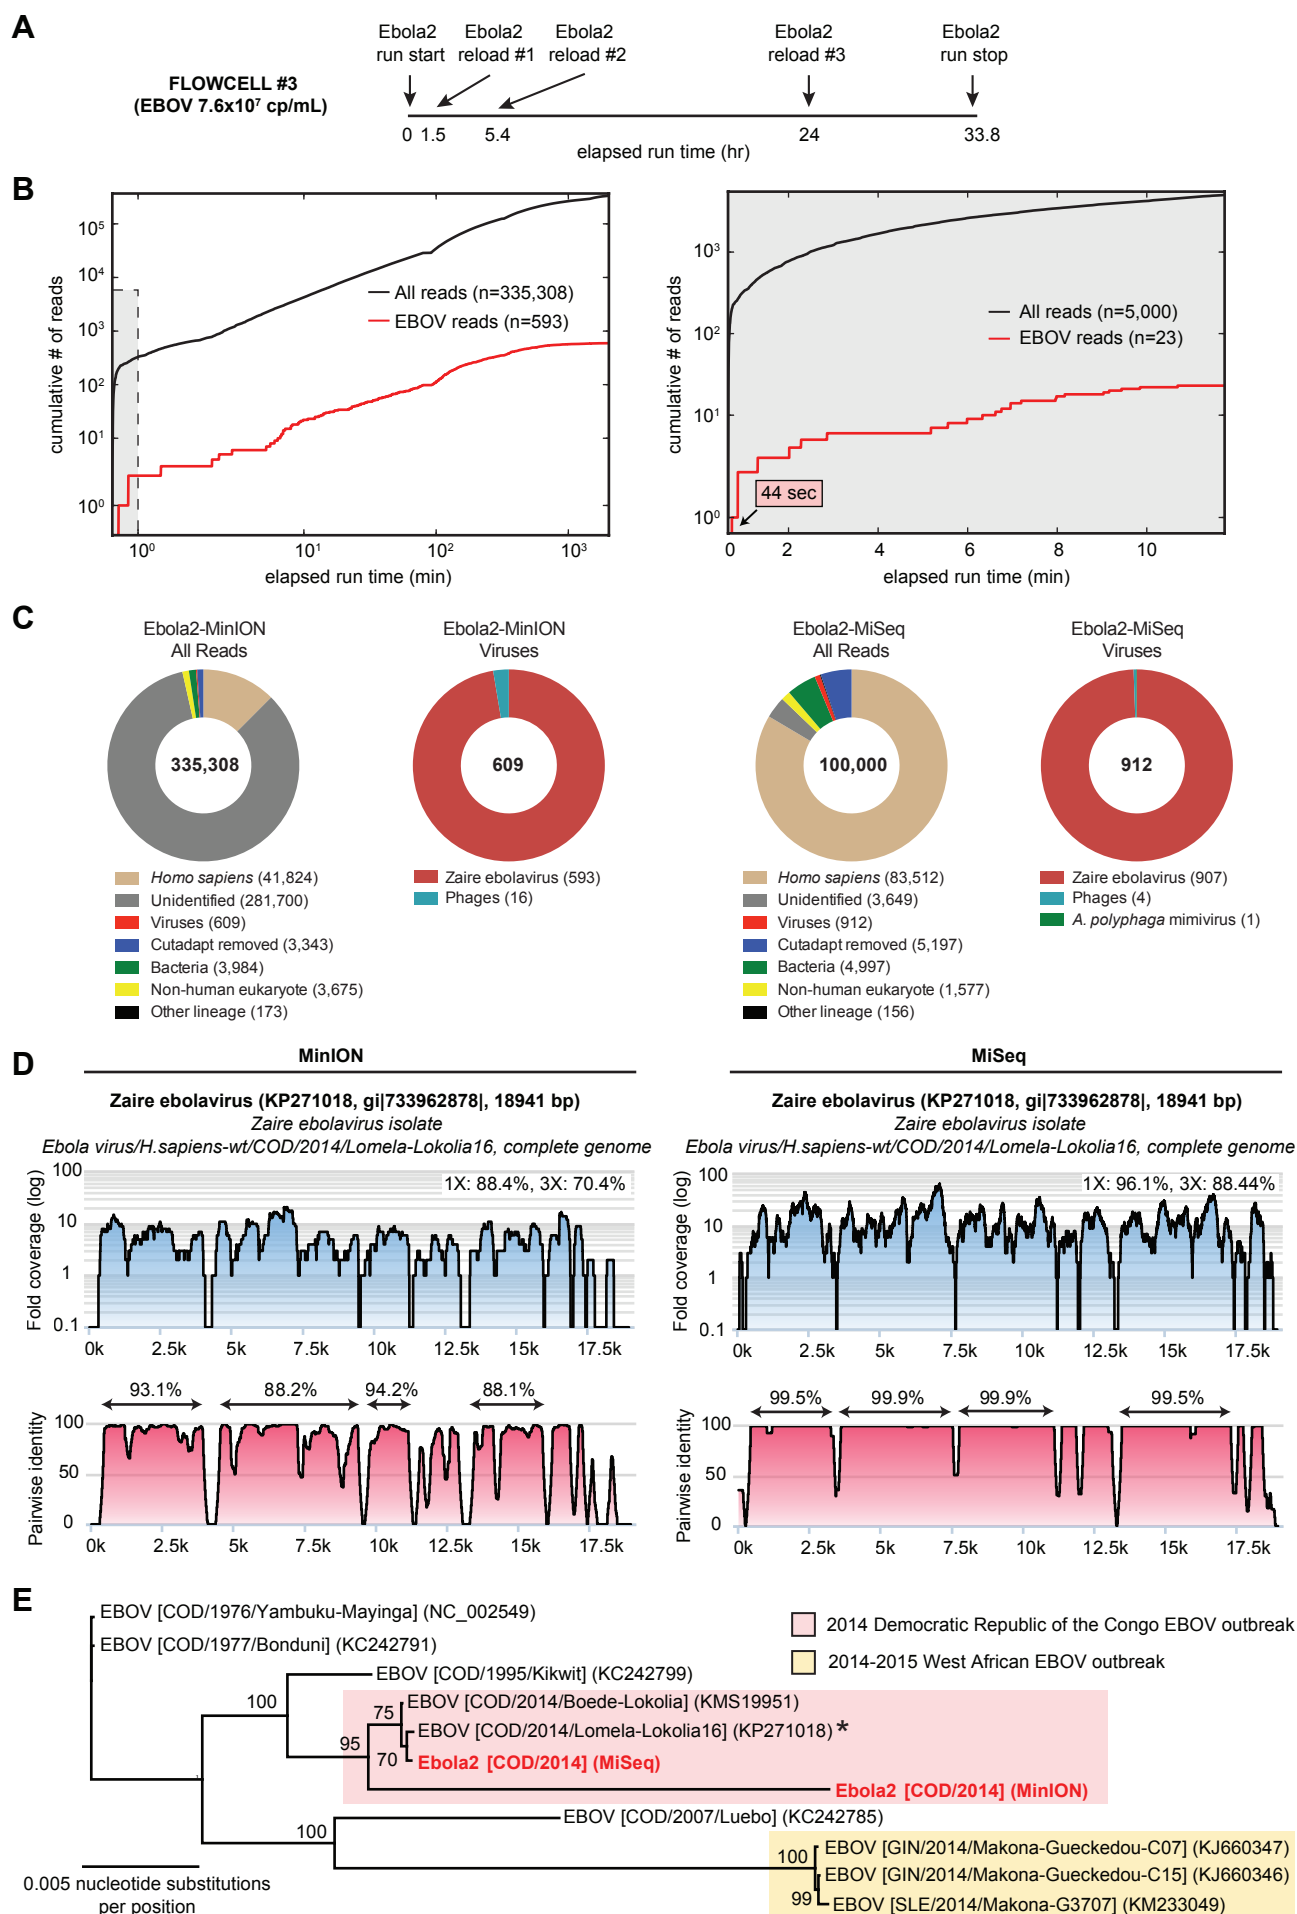 A
Ebola2 run start
Ebola2 reload #1
Ebola2 reload #2
Ebola2 reload #3
Ebola2 run stop
FLOWCELL #3
(EBOV 7.6x10⁷ cp/mL)
0 1.5 5.4 24 33.8
elapsed run time (hr)
B
cumulative # of reads
10⁵
10⁴
10³
10²
10¹
10⁰
All reads (n=335,308)
EBOV reads (n=593)
10⁰ 10¹ 10² 10³
elapsed run time (min)
cumulative # of reads
10³
10²
10¹
10⁰
All reads (n=5,000)
EBOV reads (n=23)
44 sec
0 2 4 6 8 10
elapsed run time (min)
C
Ebola2-MinION
All Reads
335,308
Homo sapiens (41,824)
Unidentified (281,700)
Viruses (609)
Cutadapt removed (3,343)
Bacteria (3,984)
Non-human eukaryote (3,675)
Other lineage (173)
Ebola2-MinION
Viruses
609
Zaire ebolavirus (593)
Phages (16)
Ebola2-MiSeq
All Reads
100,000
Homo sapiens (83,512)
Unidentified (3,649)
Viruses (912)
Cutadapt removed (5,197)
Bacteria (4,997)
Non-human eukaryote (1,577)
Other lineage (156)
Ebola2-MiSeq
Viruses
912
Zaire ebolavirus (907)
Phages (4)
A. polyphaga mimivirus (1)
D
MinION
Zaire ebolavirus (KP271018, gi|733962878|, 18941 bp)
Zaire ebolavirus isolate
Ebola virus/H.sapiens-wt/COD/2014/Lomela-Lokolia16, complete genome
Fold coverage (log)
100
10
1
0.1
1X: 88.4%, 3X: 70.4%
0k 2.5k 5k 7.5k 10k 12.5k 15k 17.5k
93.1% 88.2% 94.2% 88.1%
Pairwise identity
100
50
0
0k 2.5k 5k 7.5k 10k 12.5k 15k 17.5k
MiSeq
Zaire ebolavirus (KP271018, gi|733962878|, 18941 bp)
Zaire ebolavirus isolate
Ebola virus/H.sapiens-wt/COD/2014/Lomela-Lokolia16, complete genome
Fold coverage (log)
100
10
1
0.1
1X: 96.1%, 3X: 88.44%
0k 2.5k 5k 7.5k 10k 12.5k 15k 17.5k
99.5% 99.9% 99.9% 99.5%
Pairwise identity
100
50
0
0k 2.5k 5k 7.5k 10k 12.5k 15k 17.5k
E
EBOV [COD/1976/Yambuku-Mayinga] (NC_002549)
EBOV [COD/1977/Bonduni] (KC242791)
2014 Democratic Republic of the Congo EBOV outbreak
2014-2015 West African EBOV outbreak
EBOV [COD/1995/Kikwit] (KC242799)
100
EBOV [COD/2014/Boede-Lokolia] (KMS19951)
75
EBOV [COD/2014/Lomela-Lokolia16] (KP271018) *
95
70
Ebola2 [COD/2014] (MiSeq)
Ebola2 [COD/2014] (MinION)
EBOV [COD/2007/Luebo] (KC242785)
100
EBOV [GIN/2014/Makona-Gueckedou-C07] (KJ660347)
100
EBOV [GIN/2014/Makona-Gueckedou-C15] (KJ660346)
99
EBOV [SLE/2014/Makona-G3707] (KM233049)
0.005 nucleotide substitutions
per position